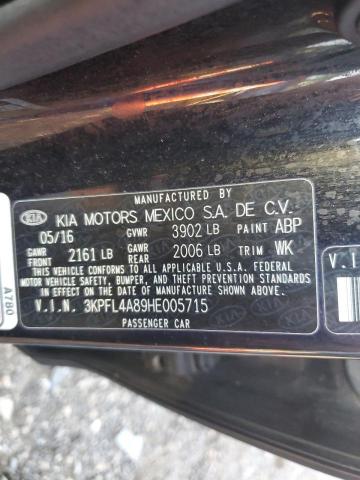 MANUFACTURED BY
KIA KIA MOTORS MEXICO S.A. DE C.V.
05/16 GVWR 3902 LB PAINT ABP
GAWR FRONT 2161 LB GAWR REAR 2006 LB TRIM WK
THIS VEHICLE CONFORMS TO ALL APPLICABLE U.S.A. FEDERAL
MOTOR VEHICLE SAFETY, BUMPER, AND THEFT PREVENTION
STANDARDS IN EFFECT ON THE DATE OF MANUFACTURE SHOWN
ABOVE.
V.I.N. 3KPFL4A89HE005715
PASSENGER CAR
A7860
V.I